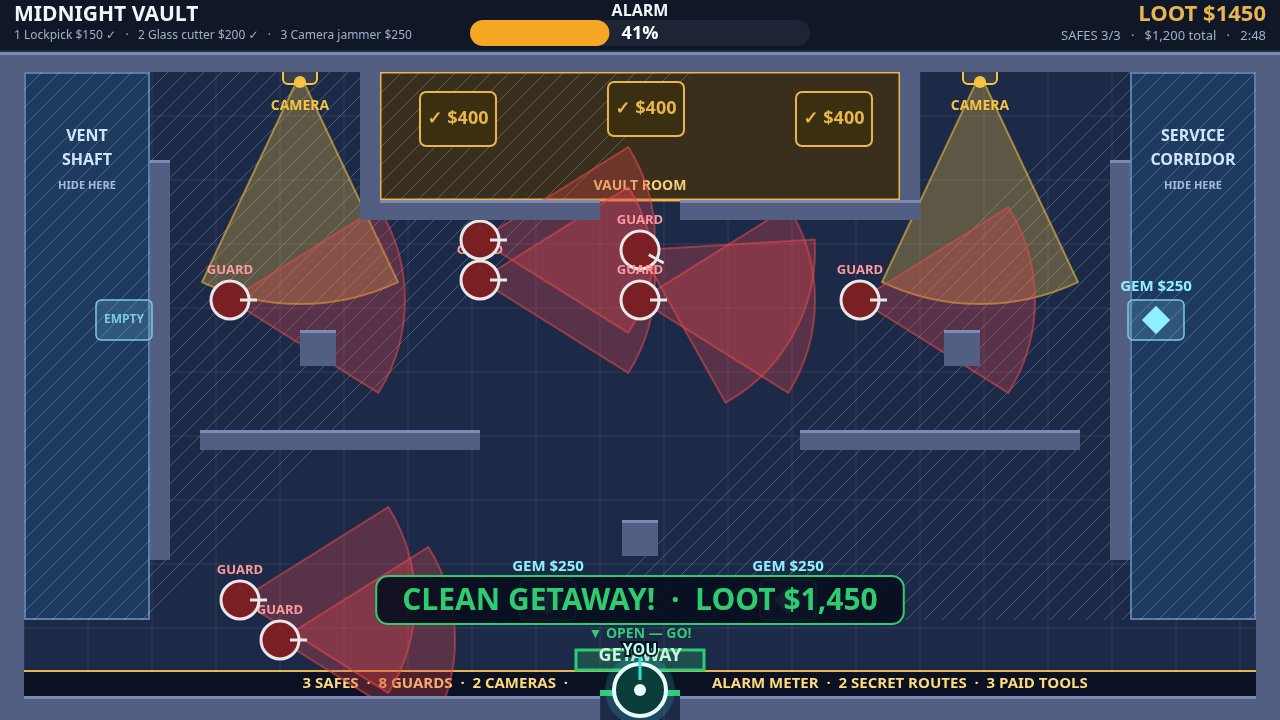 MIDNIGHT VAULT
1 Lockpick $150 ✓ · 2 Glass cutter $200 ✓ · 3 Camera jammer $250
ALARM
41%
LOOT $1450
SAFES 3/3 · $1,200 total · 2:48
CAMERA
✓ $400
✓ $400
✓ $400
CAMERA
VENT
SHAFT
HIDE HERE
SERVICE
CORRIDOR
HIDE HERE
VAULT ROOM
GUARD
GUARD
GUARD
GUARD
EMPTY
GEM $250
GUARD
GUARD
GEM $250
GEM $250
CLEAN GETAWAY! · LOOT $1,450
▼ OPEN — GO!
YOU
GETAWAY
3 SAFES · 8 GUARDS · 2 CAMERAS ·
ALARM METER · 2 SECRET ROUTES · 3 PAID TOOLS